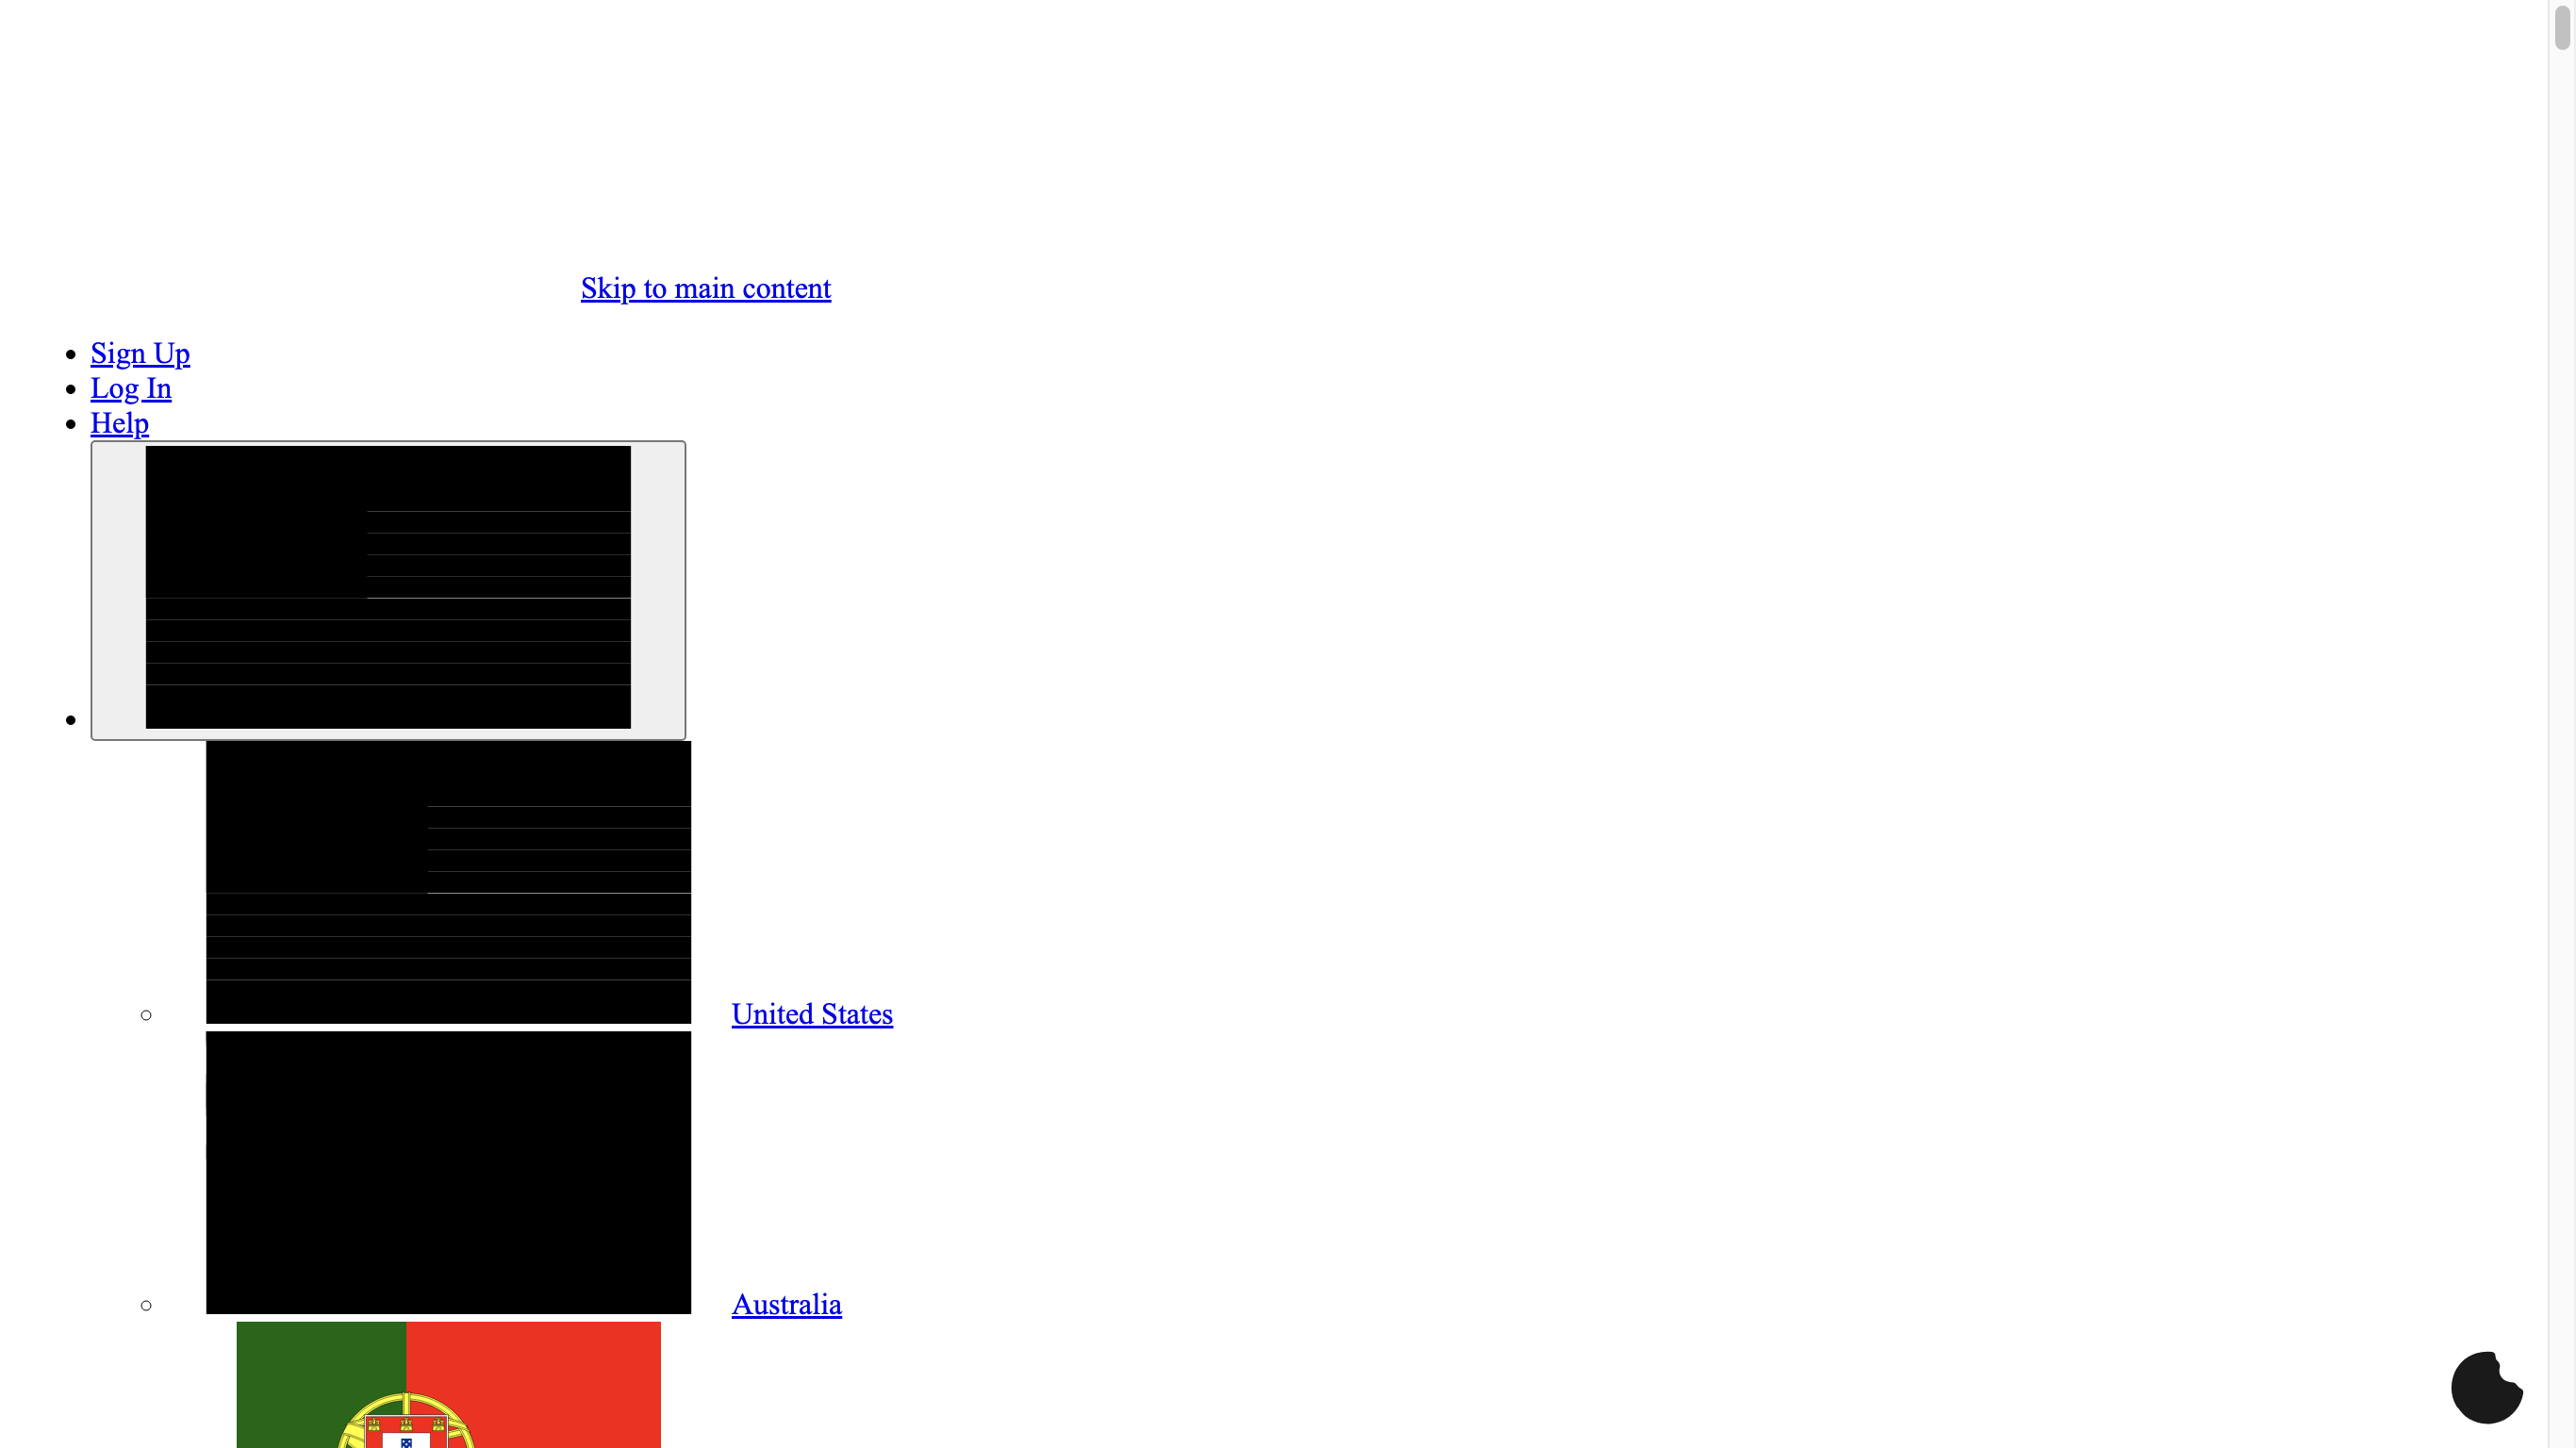 Skip to main content
Sign Up
Log In
Help
United States
Australia